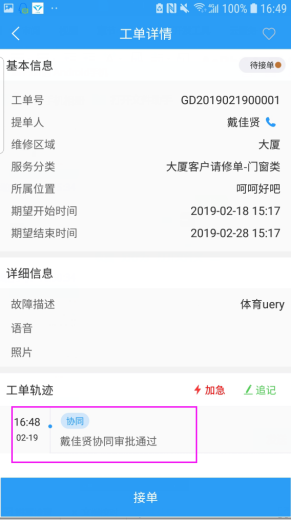 100% 16:49
工单详情
基本信息 待接单
工单号 GD2019021900001
提单人 戴佳贤
维修区域 大厦
服务分类 大厦客户请修单-门窗类
所属位置 呵呵好吧
期望开始时间 2019-02-18 15:17
期望结束时间 2019-02-28 15:17
详细信息
故障描述 体育uery
语音
照片
工单轨迹 加急 追记
16:48 协同
02-19 戴佳贤协同审批通过
接单